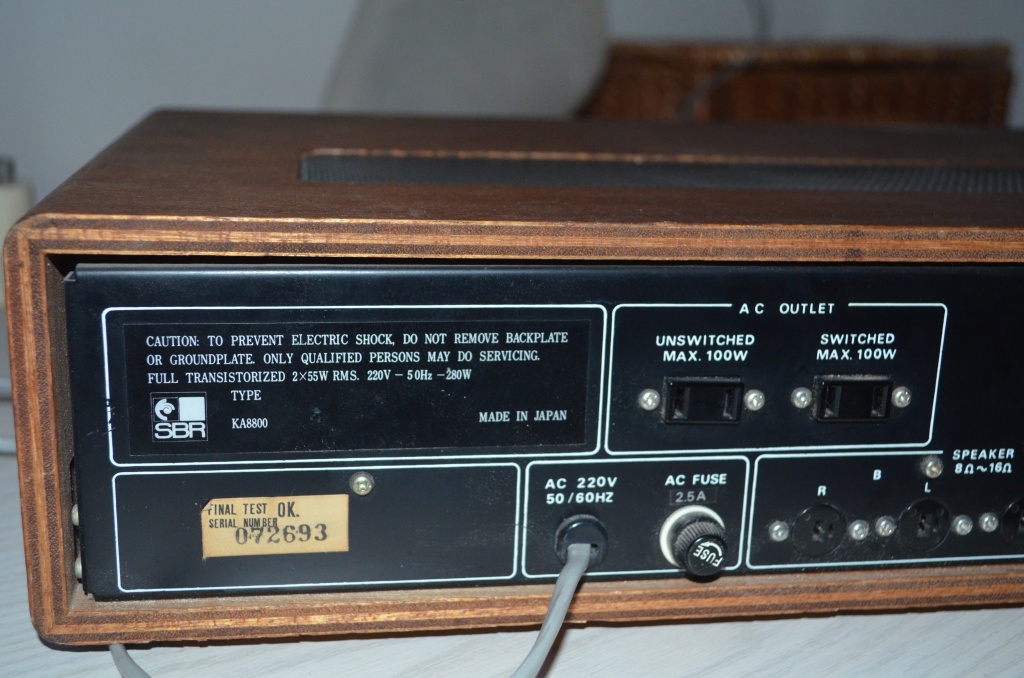 CAUTION: TO PREVENT ELECTRIC SHOCK, DO NOT REMOVE BACKPLATE
OR GROUNDPLATE. ONLY QUALIFIED PERSONS MAY DO SERVICING.
FULL TRANSISTORIZED 2×55W RMS. 220V – 50Hz –280W
TYPE
SBR
KA8800
MADE IN JAPAN
AC OUTLET
UNSWITCHED
MAX. 100W
SWITCHED
MAX. 100W
FINAL TEST OK.
SERIAL NUMBER
072693
AC 220V
50/60HZ
AC FUSE
2.5A
FUSE
SPEAKER
8Ω~16Ω
B
R
L